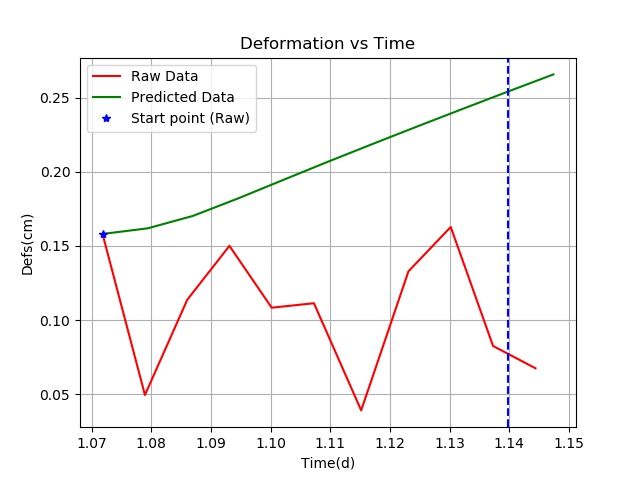 Deformation vs Time
Raw Data
Predicted Data
Start point (Raw)
Defs(cm)
0.25
0.20
0.15
0.10
0.05
1.07 1.08 1.09 1.10 1.11 1.12 1.13 1.14 1.15
Time(d)